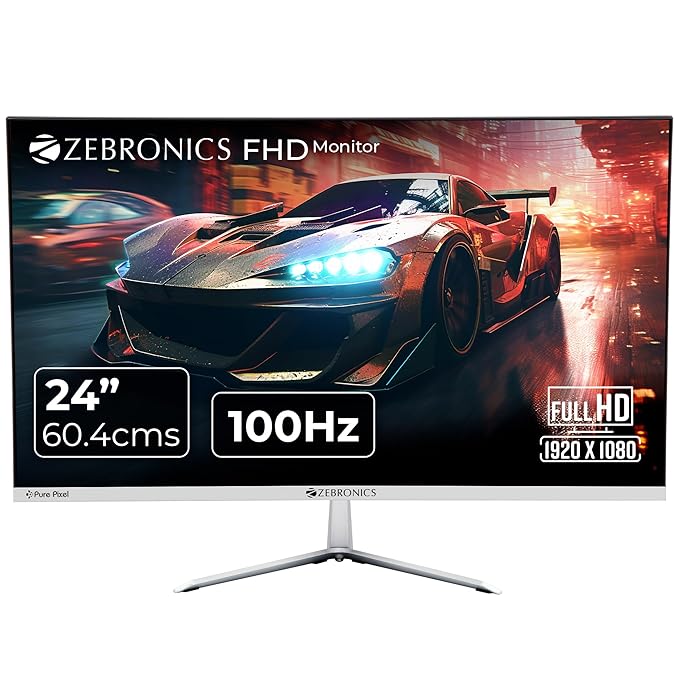 ZEBRONICS FHD Monitor
24”
60.4cms
100Hz
FULL HD
1920 X 1080
Pure Pixel
ZEBRONICS